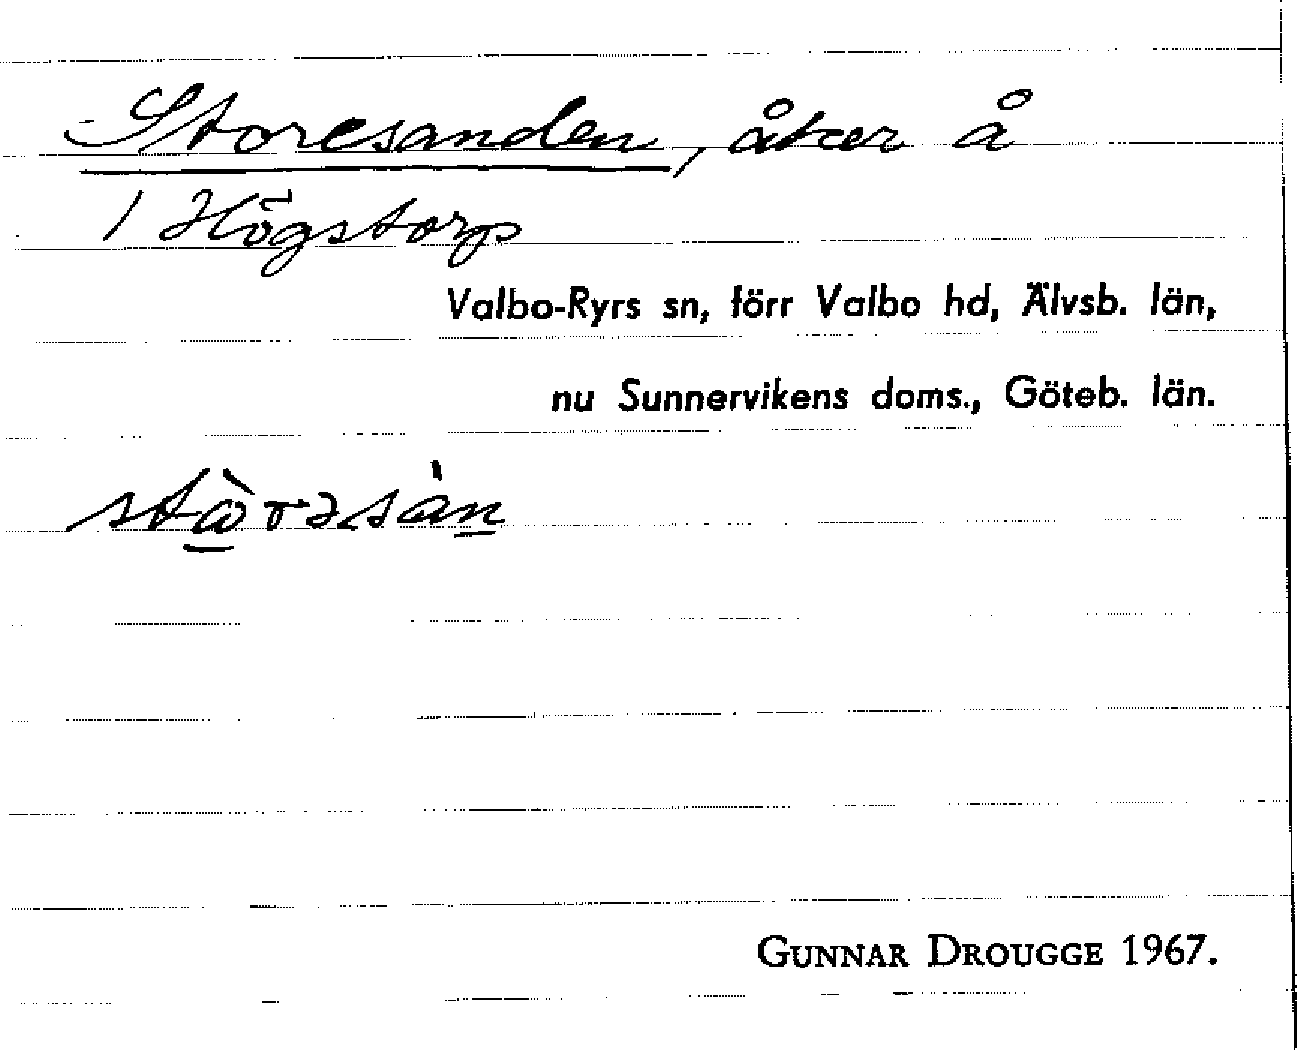 Storesanden, åker å
1 Högstorp
Valbo-Ryrs sn, förr Valbo hd, Älvsb. län,
nu Sunnervikens doms., Göteb. län.
GUNNAR DROUGGE 1967.